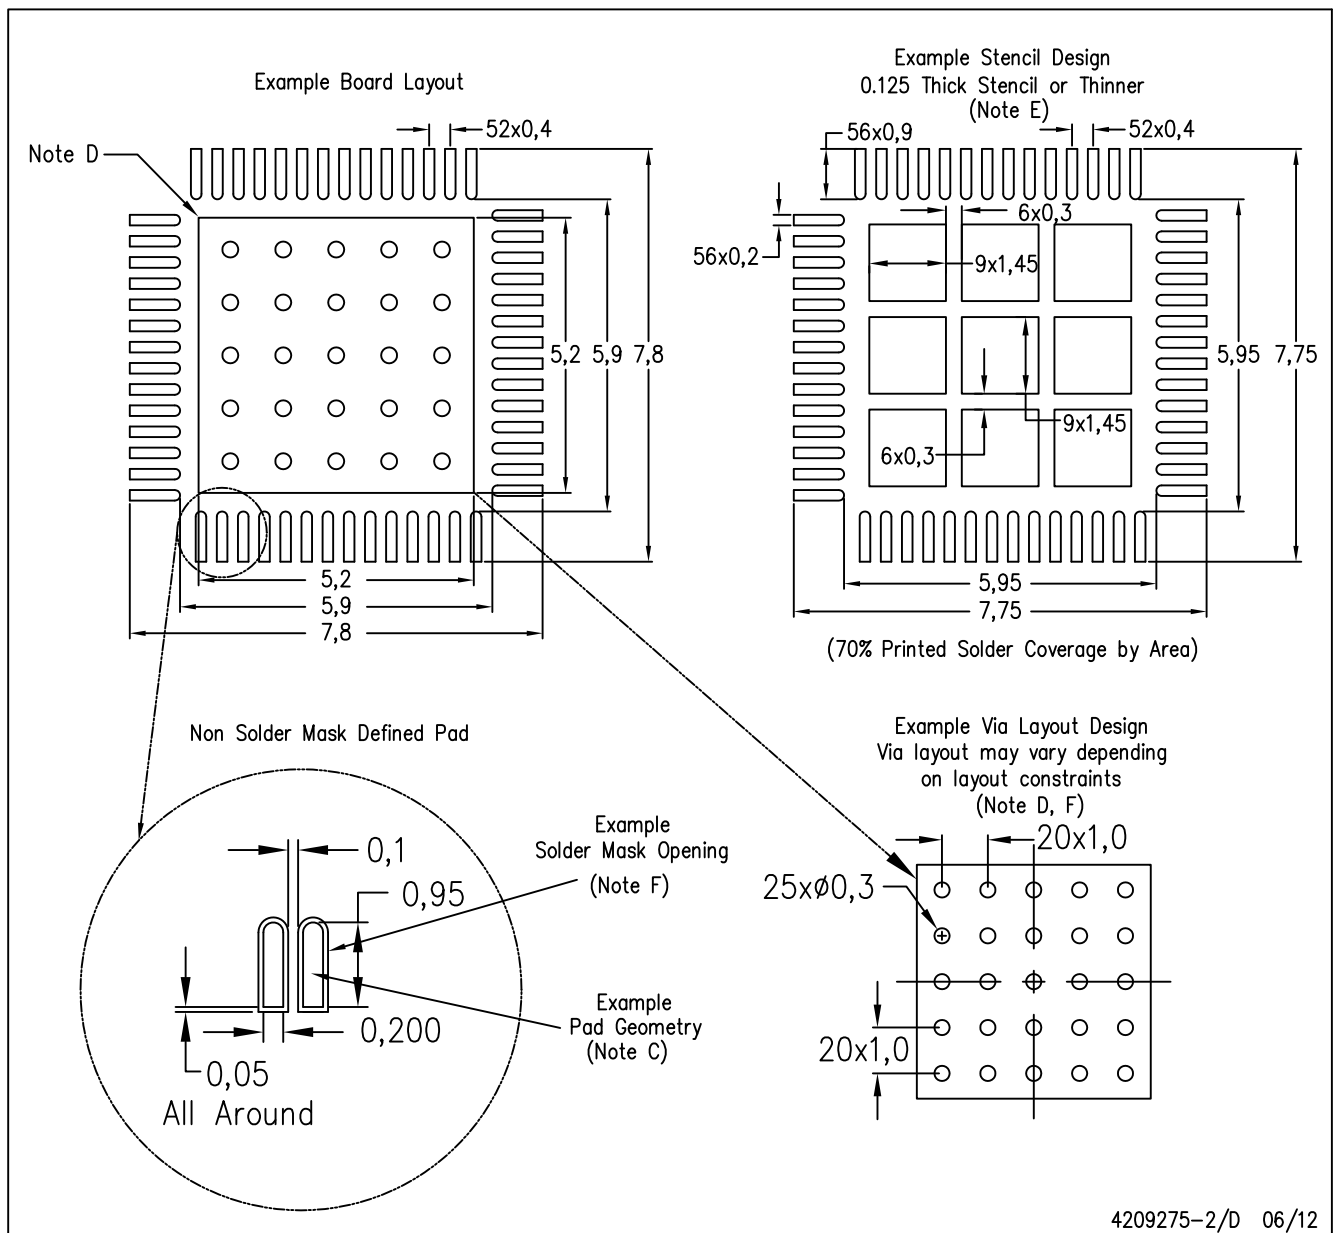 Example Board Layout
52x0,4
Note D
5,2
5,9
7,8
5,2
5,9
7,8
Example Stencil Design
0.125 Thick Stencil or Thinner
(Note E)
56x0,9
52x0,4
6x0,3
56x0,2
9x1,45
5,95
7,75
9x1,45
6x0,3
5,95
7,75
(70% Printed Solder Coverage by Area)
Non Solder Mask Defined Pad
0,1
Example
Solder Mask Opening
(Note F)
0,95
Example
Pad Geometry
(Note C)
0,200
0,05
All Around
Example Via Layout Design
Via layout may vary depending
on layout constraints
(Note D, F)
20x1,0
25xø0,3
20x1,0
4209275-2/D 06/12